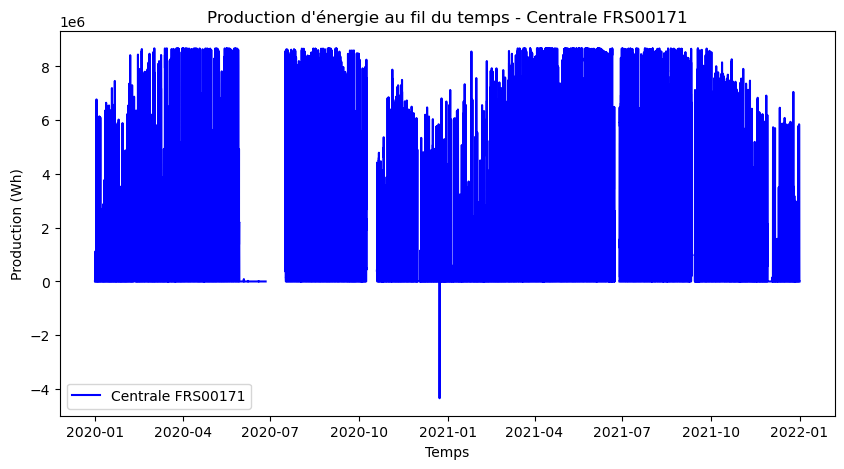 Production d'énergie au fil du temps - Centrale FRS00171
1e6
8
6
4
2
0
−2
−4
Production (Wh)
Centrale FRS00171
2020-01 2020-04 2020-07 2020-10 2021-01 2021-04 2021-07 2021-10 2022-01
Temps